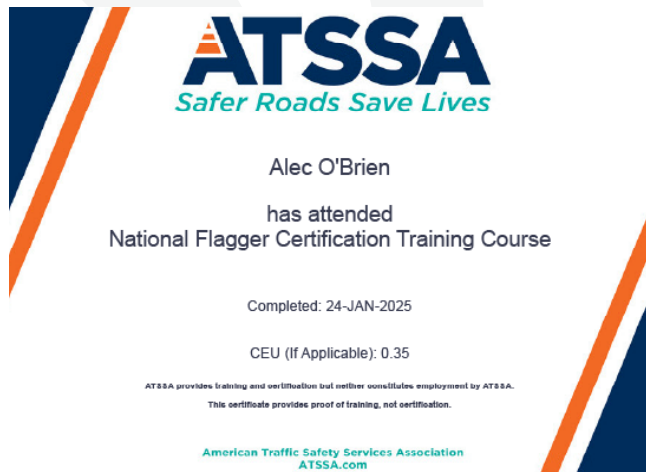 ATSSA
Safer Roads Save Lives
Alec O'Brien
has attended
National Flagger Certification Training Course
Completed: 24-JAN-2025
CEU (If Applicable): 0.35
ATSSA provides training and certification but neither constitutes employment by ATSSA.
This certificate provides proof of training, not certification.
American Traffic Safety Services Association
ATSSA.com